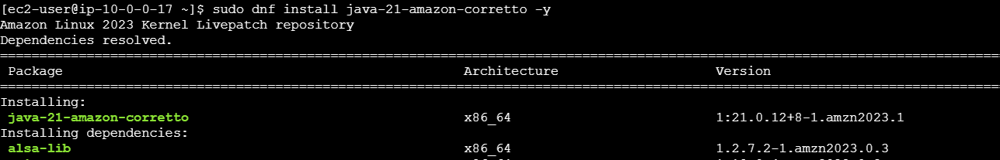 [ec2-user@ip-10-0-0-17 ~]$ sudo dnf install java-21-amazon-corretto -y
Amazon Linux 2023 Kernel Livepatch repository
Dependencies resolved.
================================================================================================================================
Package Architecture Version
================================================================================================================================
Installing:
java-21-amazon-corretto x86_64 1:21.0.12+8-1.amzn2023.1
Installing dependencies:
alsa-lib x86_64 1.2.7.2-1.amzn2023.0.3